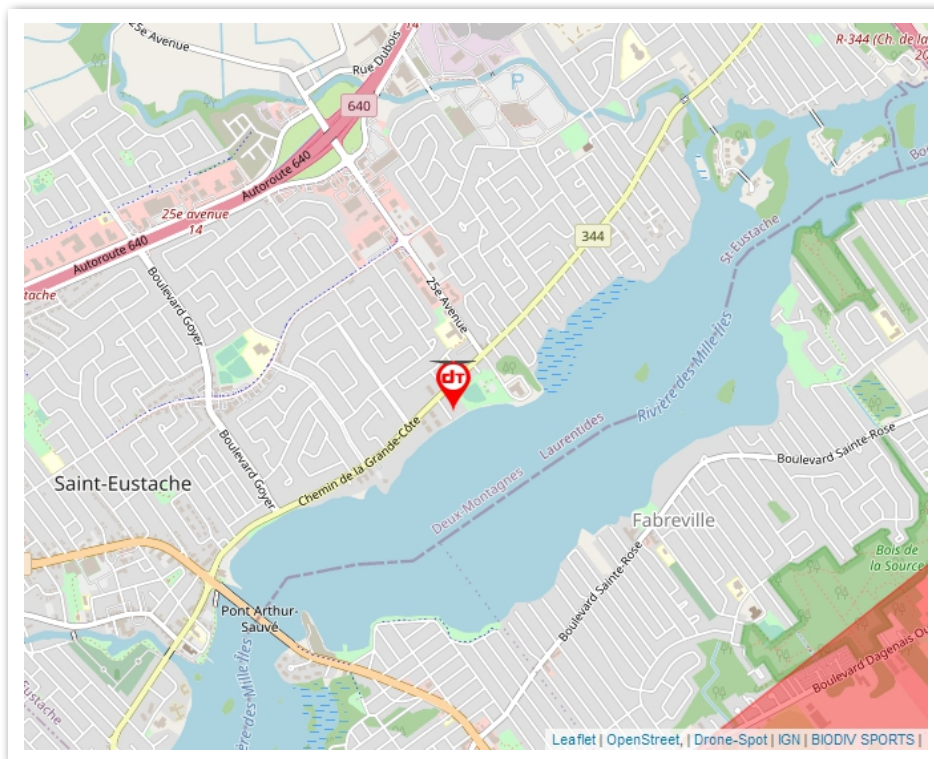 25e Avenue
Rue Dubois
14
R-344 (Ch. de la
20
P
640
Autoroute 640
25e avenue
14
Autoroute 640
tache
344
St-Eustache
Boulevard Goyer
25e Avenue
Rivière des Mille Îles
dT
Chemin de la Grande-Côte
Laurentides
Deux-Montagnes
Boulevard Sainte-Rose
Saint-Eustache
Boulevard Goyer
Fabreville
Bois de
la Source
Boulevard Sainte-Rose
Pont Arthur-
Sauvé
Boulevard Dagenais Ou
Eustache
ière des Mille Îles
Leaflet | OpenStreet, | Drone-Spot | IGN | BIODIV SPORTS |